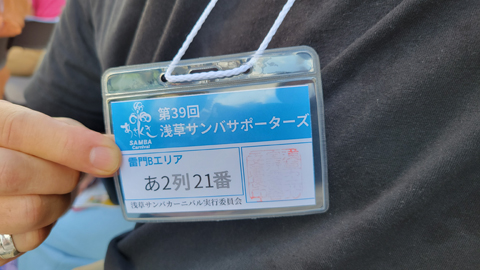 第39回
浅草サンバサポーターズ
SAMBA
Carnival
雷門Bエリア
あ2列21番
浅草サンバカーニバル実行委員会